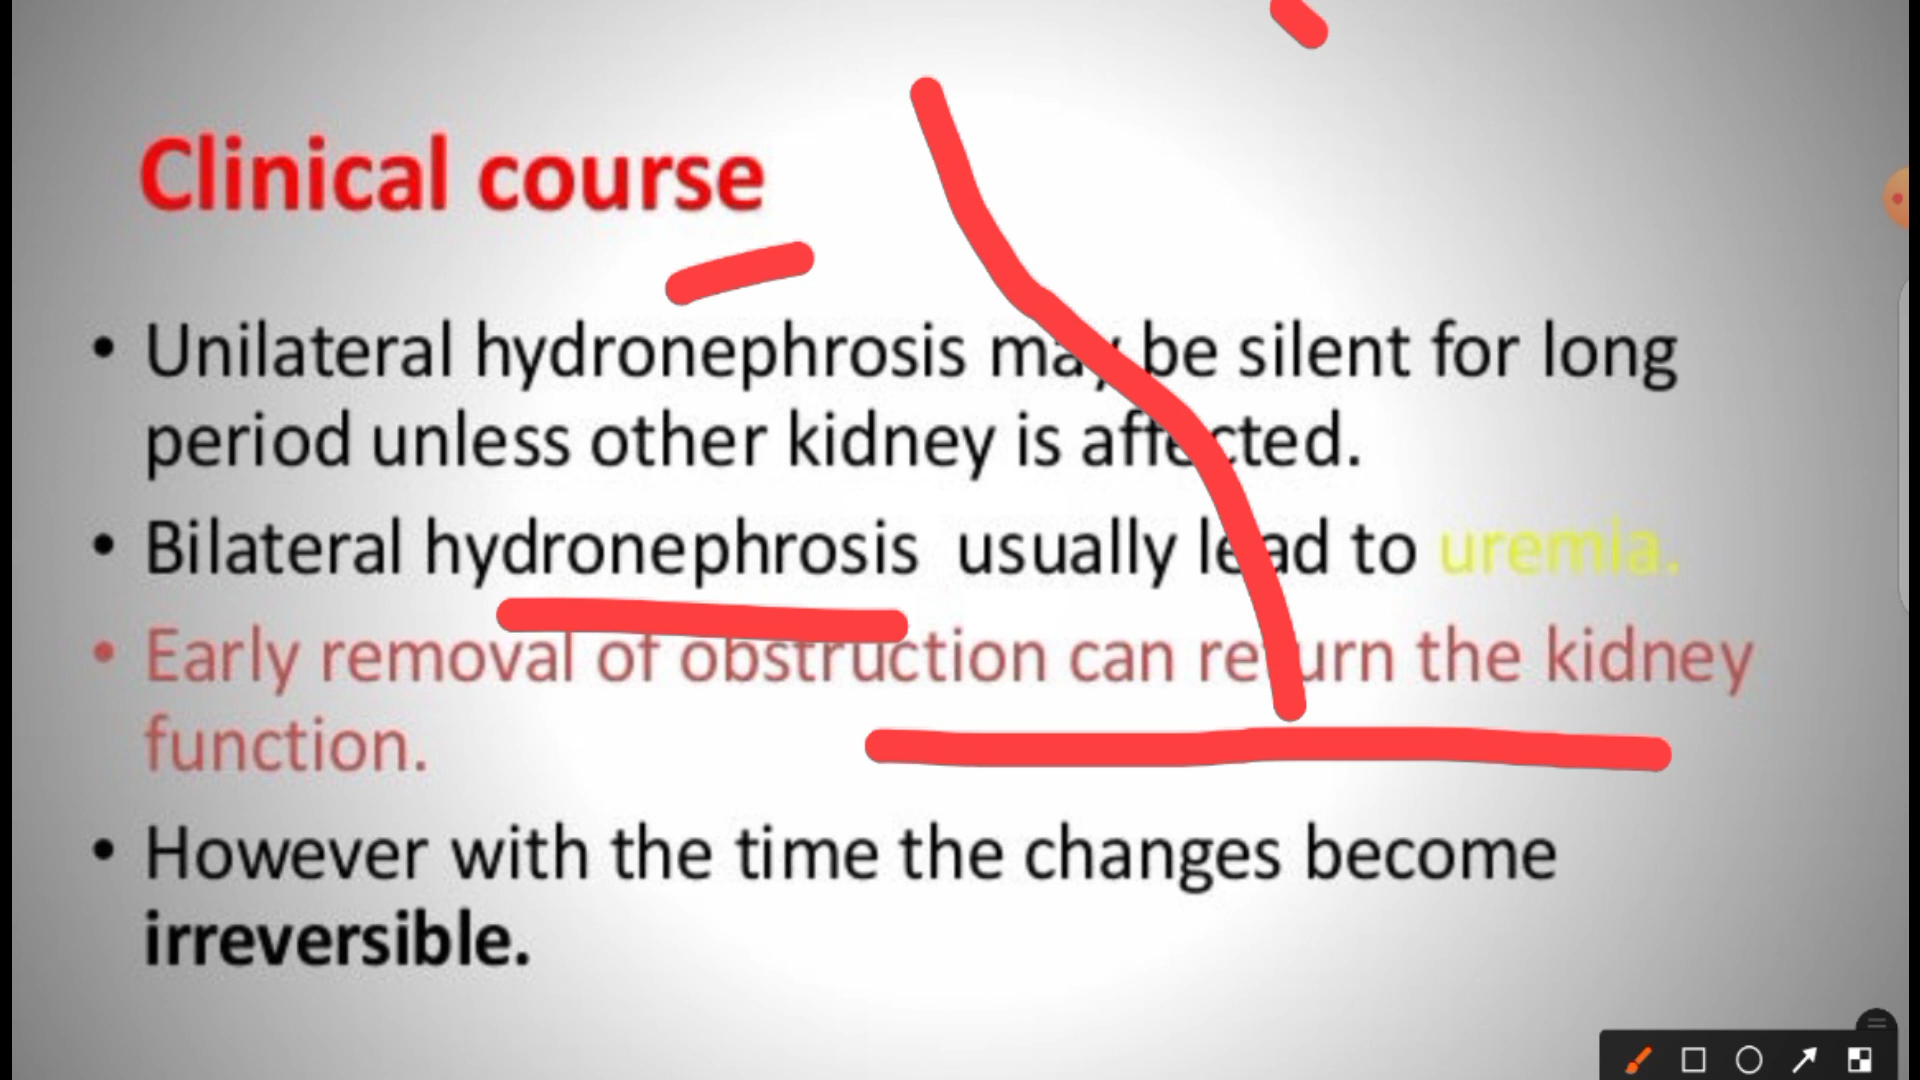 Clinical course
• Unilateral hydronephrosis may be silent for long
period unless other kidney is affected.
• Bilateral hydronephrosis usually lead to uremia.
• Early removal of obstruction can return the kidney
function.
• However with the time the changes become
irreversible.